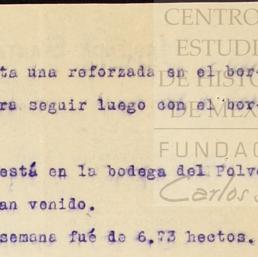 CENTRO
ESTUDI
ta una reforzada en el bor
DE HISTO
ra seguir luego con el bor
DE MÉX
FUNDAC
está en la bodega del Polvo
Carlos
an venido.
semana fué de 6.73 hectos.